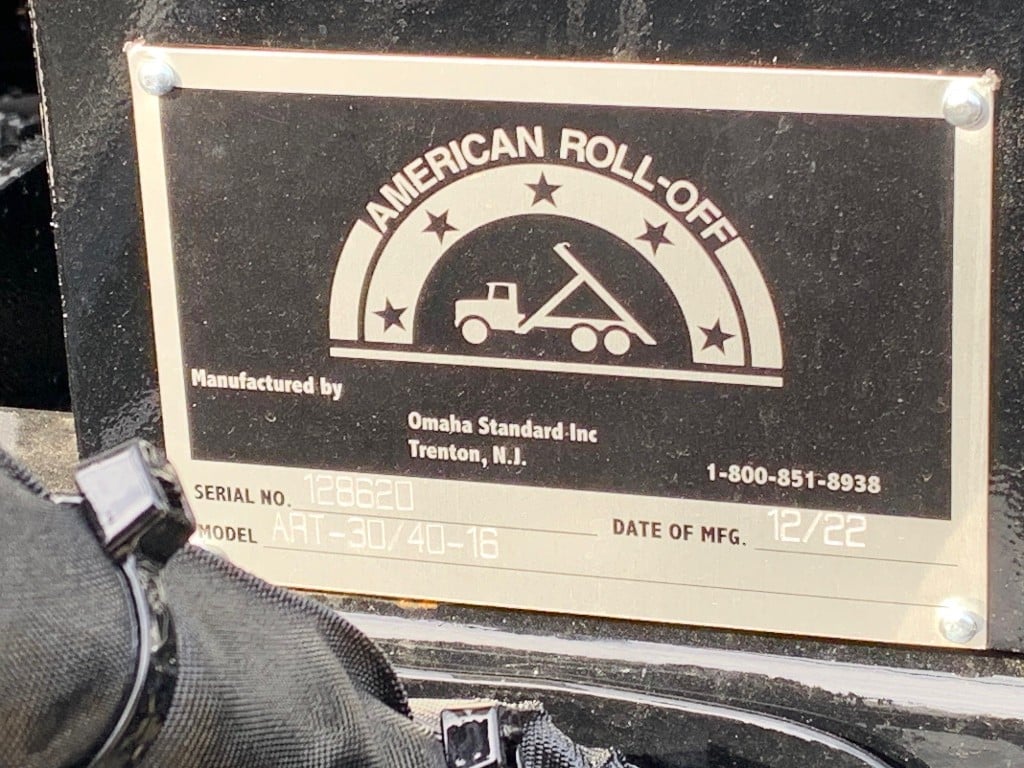 AMERICAN ROLL-OFF
Manufactured by
Omaha Standard Inc
Trenton, N.J.
1-800-851-8938
SERIAL NO. 128620
MODEL ART-30/40-16
DATE OF MFG. 12/22